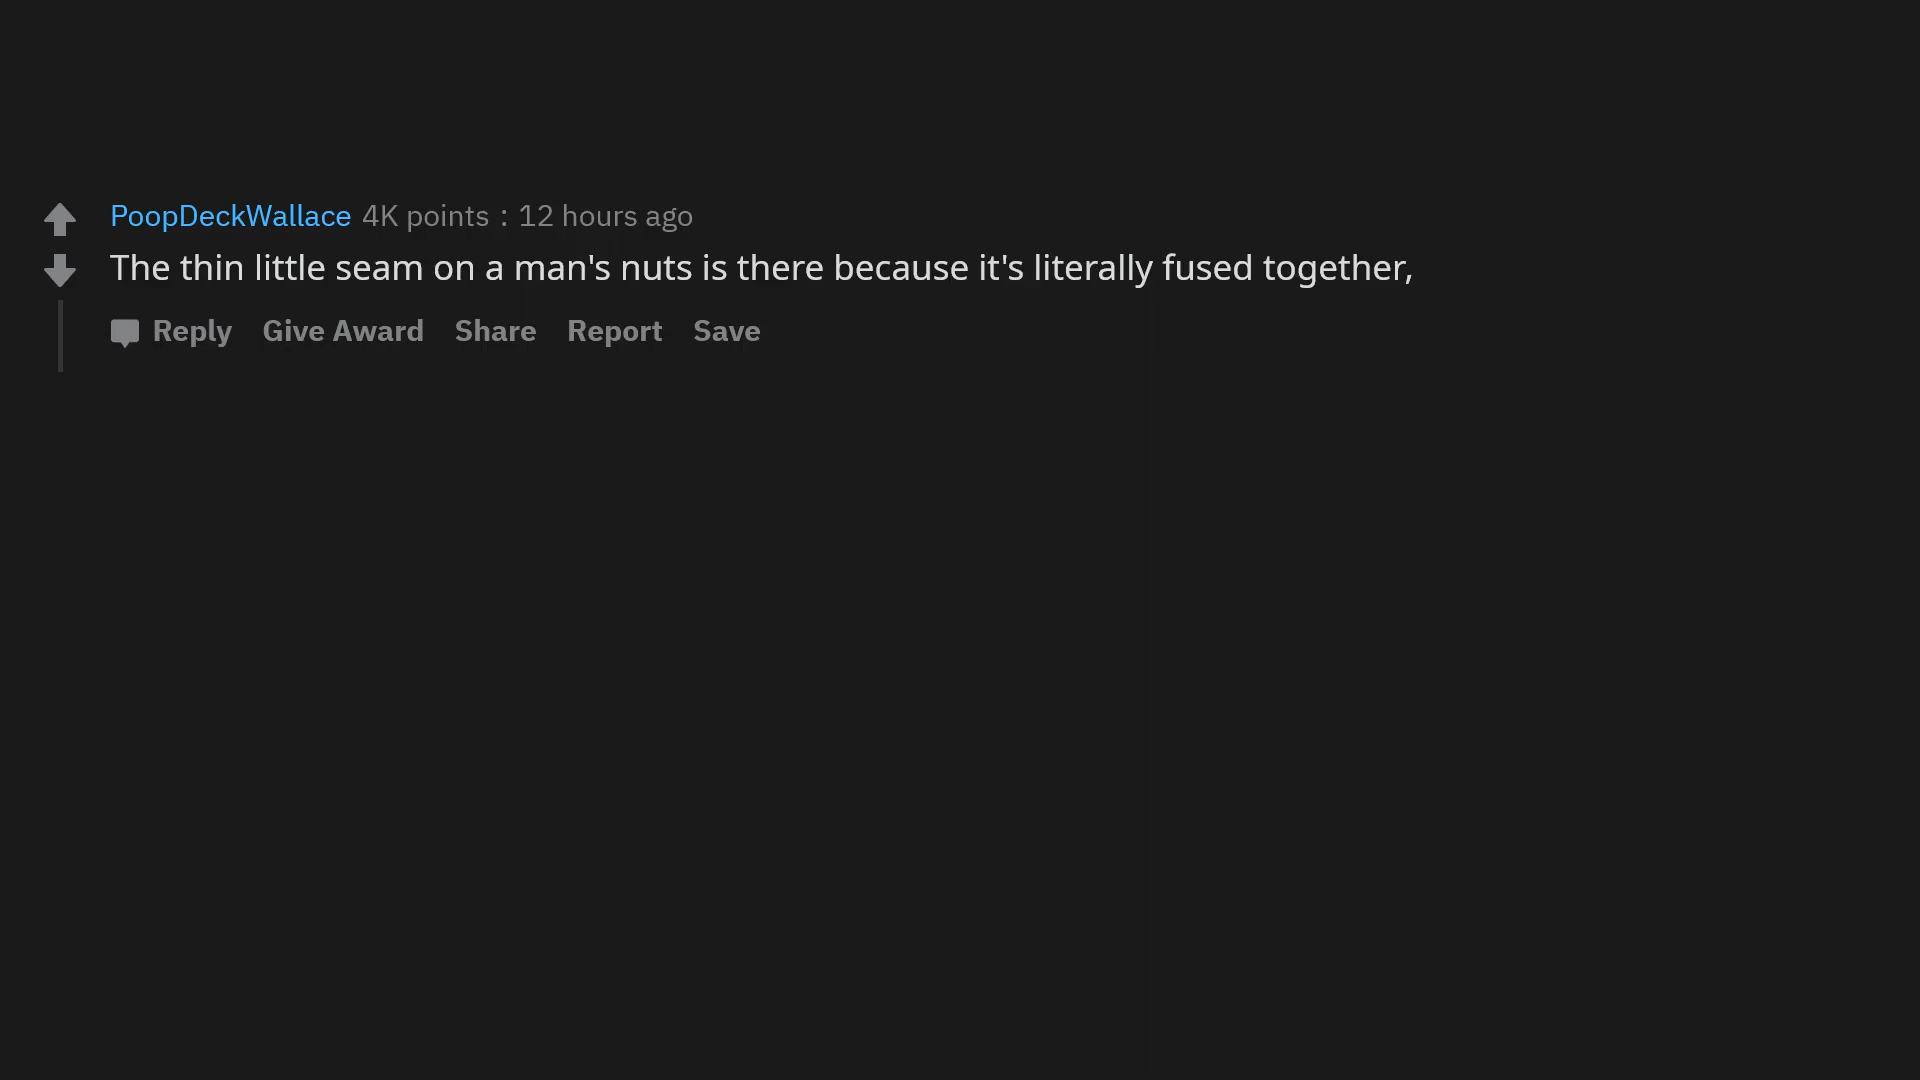 PoopDeckWallace 4K points : 12 hours ago
The thin little seam on a man's nuts is there because it's literally fused together,
Reply Give Award Share Report Save